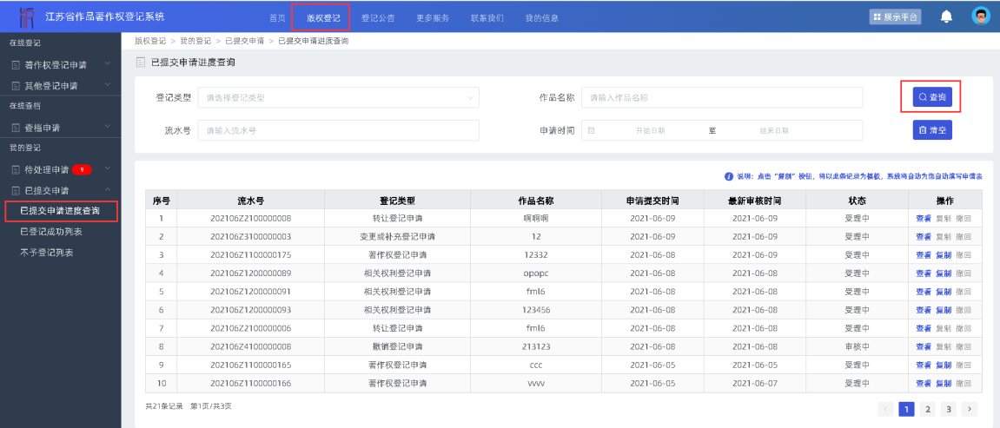 江苏省作品著作权登记系统 首页 版权登记 登记公告 更多服务 联系我们 我的信息 展示平台
在线登记
著作权登记申请
其他登记申请
在线查档
查档申请
我的登记
待处理申请 9
已提交申请
已提交申请进度查询
已登记成功列表
不予登记列表
版权登记 > 我的登记 > 已提交申请 > 已提交申请进度查询
已提交申请进度查询
登记类型 请选择登记类型 作品名称 请输入作品名称 查询
流水号 请输入流水号 申请时间 开始日期 至 结束日期 清空
说明：点击“复制”按钮，将以此条记录为模板，系统将自动为您自动填写申请表
序号 流水号 登记类型 作品名称 申请提交时间 最新审核时间 状态 操作
1 202106Z2100000008 转让登记申请 啊啊啊 2021-06-09 2021-06-09 受理中 查看 复制 撤回
2 202106Z3100000003 变更或补充登记申请 12 2021-06-09 2021-06-09 受理中 查看 复制 撤回
3 202106Z1100000175 著作权登记申请 12332 2021-06-08 2021-06-09 受理中 查看 复制 撤回
4 202106Z1200000089 相关权利登记申请 opopc 2021-06-08 2021-06-08 受理中 查看 复制 撤回
5 202106Z1200000091 相关权利登记申请 fml6 2021-06-08 2021-06-08 受理中 查看 复制 撤回
6 202106Z1200000093 相关权利登记申请 123456 2021-06-08 2021-06-08 受理中 查看 复制 撤回
7 202106Z2100000006 转让登记申请 fml6 2021-06-08 2021-06-08 受理中 查看 复制 撤回
8 202106Z4100000008 撤销登记申请 213123 2021-06-08 2021-06-08 审核中 查看 复制 撤回
9 202106Z1100000165 著作权登记申请 ccc 2021-06-05 2021-06-05 受理中 查看 复制 撤回
10 202106Z1100000166 著作权登记申请 vvvv 2021-06-05 2021-06-07 受理中 查看 复制 撤回
共21条记录 第1页/共3页 < 1 2 3 >